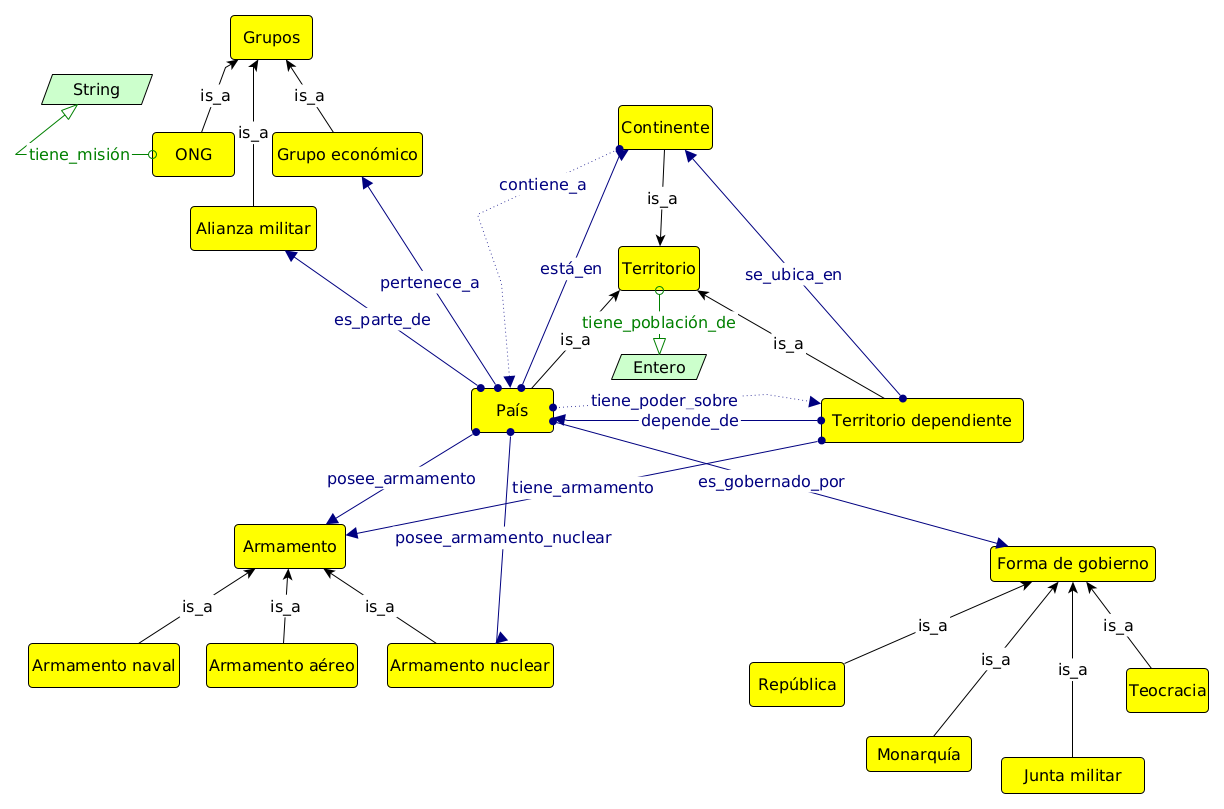 Grupos
String
is_a
is_a
Continente
is_a
tiene_misión
ONG
Grupo económico
contiene_a
is_a
Alianza militar
está_en
Territorio
se_ubica_en
pertenece_a
es_parte_de
tiene_población_de
is_a
is_a
Entero
tiene_poder_sobre
País
depende_de
Territorio dependiente
posee_armamento
tiene_armamento
es_gobernado_por
posee_armamento_nuclear
Armamento
Forma de gobierno
is_a
is_a
is_a
is_a
is_a
Armamento naval
Armamento aéreo
Armamento nuclear
is_a
is_a
República
Teocracia
Monarquía
Junta militar